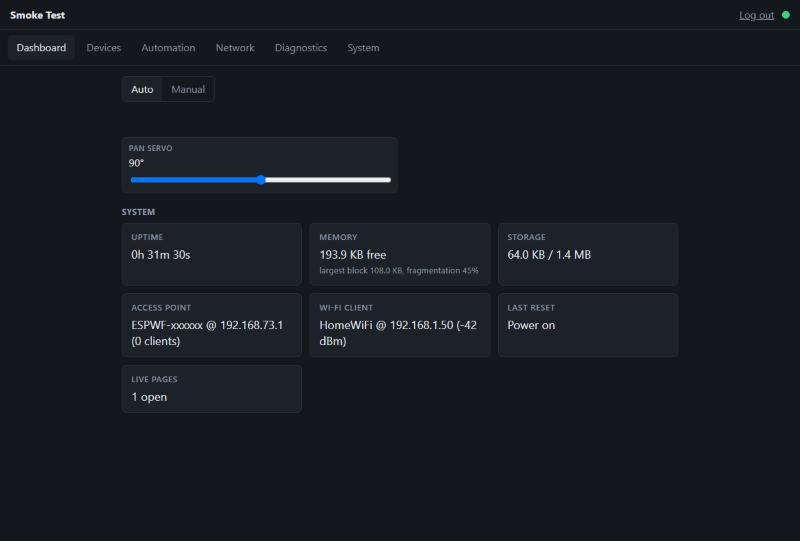 Smoke Test
Log out
Dashboard Devices Automation Network Diagnostics System
Auto Manual
PAN SERVO
90°
SYSTEM
UPTIME
0h 31m 30s
MEMORY
193.9 KB free
largest block 108.0 KB, fragmentation 45%
STORAGE
64.0 KB / 1.4 MB
ACCESS POINT
ESPWF-xxxxxx @ 192.168.73.1
(0 clients)
WI-FI CLIENT
HomeWiFi @ 192.168.1.50 (-42
dBm)
LAST RESET
Power on
LIVE PAGES
1 open